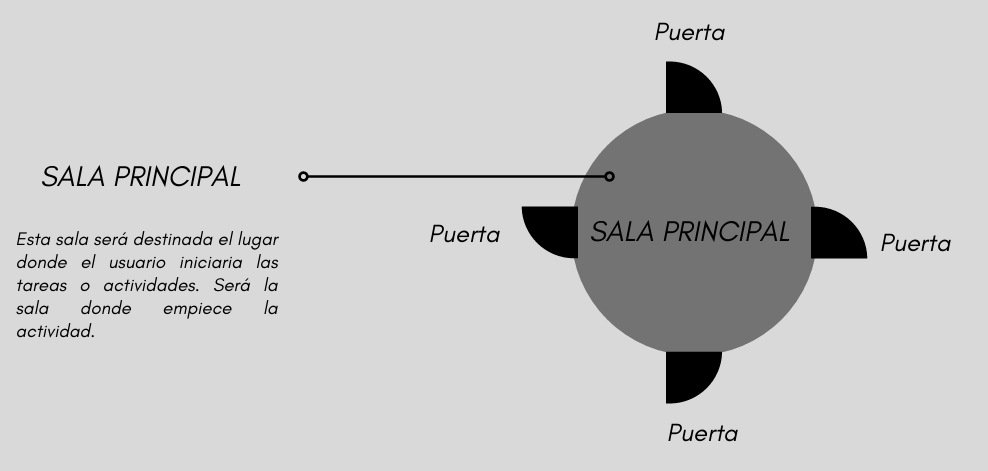 Puerta
SALA PRINCIPAL
Esta sala será destinada el lugar
donde el usuario iniciaria las
tareas o actividades. Será la
sala donde empiece la
actividad.
Puerta
SALA PRINCIPAL
Puerta
Puerta